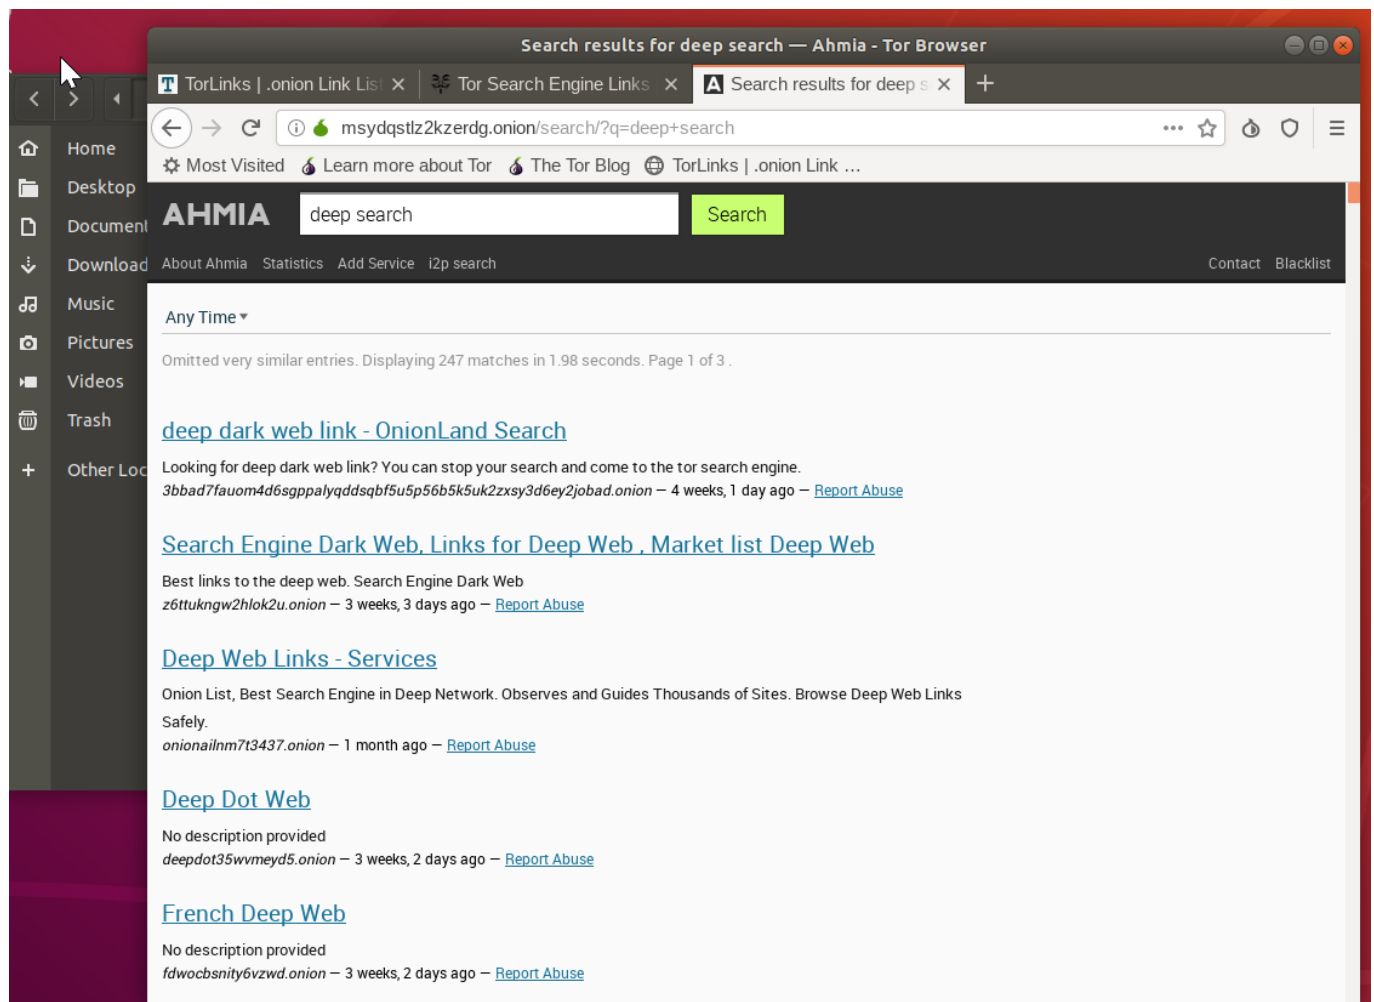 Search results for deep search — Ahmia - Tor Browser
TorLinks | .onion Link List
Tor Search Engine Links
Search results for deep s
msydqstlz2kzerdg.onion/search/?q=deep+search
Most Visited Learn more about Tor The Tor Blog TorLinks | .onion Link …
Home
Desktop
Document
Download
Music
Pictures
Videos
Trash
Other Loc
AHMIA deep search Search
About Ahmia Statistics Add Service i2p search Contact Blacklist
Any Time
Omitted very similar entries. Displaying 247 matches in 1.98 seconds. Page 1 of 3 .
deep dark web link - OnionLand Search
Looking for deep dark web link? You can stop your search and come to the tor search engine.
3bbad7fauom4d6sgppalyqddsqbf5u5p56b5k5uk2zxsy3d6ey2jobad.onion — 4 weeks, 1 day ago — Report Abuse
Search Engine Dark Web, Links for Deep Web , Market list Deep Web
Best links to the deep web. Search Engine Dark Web
z6ttukngw2hlok2u.onion — 3 weeks, 3 days ago — Report Abuse
Deep Web Links - Services
Onion List, Best Search Engine in Deep Network. Observes and Guides Thousands of Sites. Browse Deep Web Links
Safely.
onionailnm7t3437.onion — 1 month ago — Report Abuse
Deep Dot Web
No description provided
deepdot35wvmeyd5.onion — 3 weeks, 2 days ago — Report Abuse
French Deep Web
No description provided
fdwocbsnity6vzwd.onion — 3 weeks, 2 days ago — Report Abuse